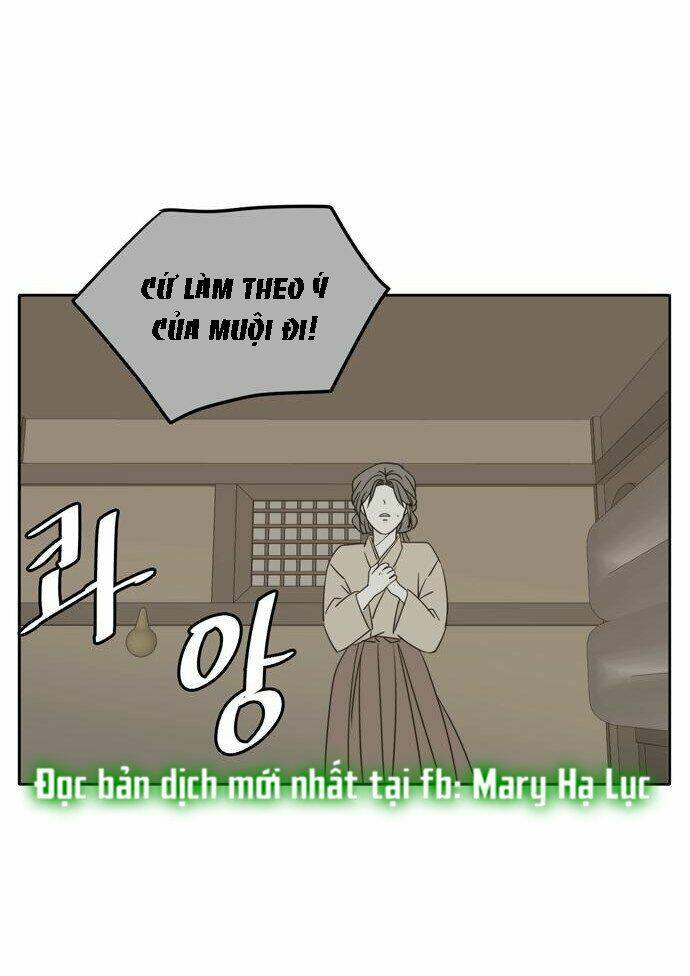 CỨ LÀM THEO Ý
CỦA MUỘI ĐI!
콰앙
Đọc bản dịch mới nhất tại fb: Mary Hạ Lục